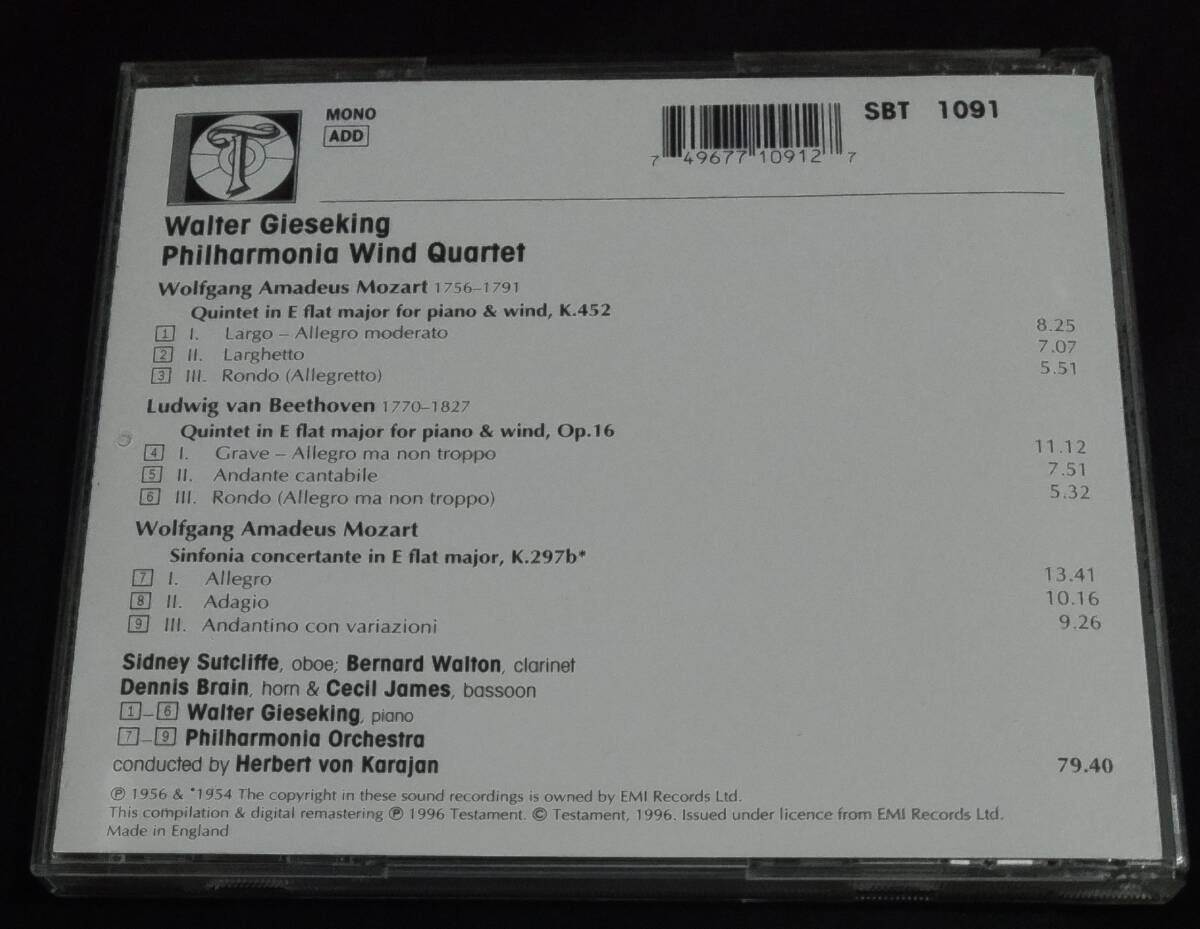 T
MONO
ADD
SBT 1091
7 49677 10912 7
Walter Gieseking
Philharmonia Wind Quartet
Wolfgang Amadeus Mozart 1756–1791
Quintet in E flat major for piano & wind, K.452
1 I. Largo – Allegro moderato 8.25
2 II. Larghetto 7.07
3 III. Rondo (Allegretto) 5.51
Ludwig van Beethoven 1770–1827
Quintet in E flat major for piano & wind, Op.16
4 I. Grave – Allegro ma non troppo 11.12
5 II. Andante cantabile 7.51
6 III. Rondo (Allegro ma non troppo) 5.32
Wolfgang Amadeus Mozart
Sinfonia concertante in E flat major, K.297b*
7 I. Allegro 13.41
8 II. Adagio 10.16
9 III. Andantino con variazioni 9.26
Sidney Sutcliffe, oboe; Bernard Walton, clarinet
Dennis Brain, horn & Cecil James, bassoon
1–6 Walter Gieseking, piano
7–9 Philharmonia Orchestra
conducted by Herbert von Karajan 79.40
℗ 1956 & *1954 The copyright in these sound recordings is owned by EMI Records Ltd.
This compilation & digital remastering ℗ 1996 Testament. © Testament, 1996. Issued under licence from EMI Records Ltd.
Made in England